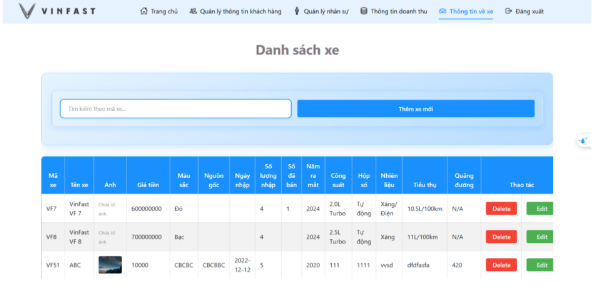 VINFAST Trang chủ Quản lý thông tin khách hàng Quản lý nhân sự Thông tin doanh thu Thông tin về xe Đăng xuất
Danh sách xe
Tìm kiếm theo mã xe... Thêm xe mới
Mã xe Tên xe Ảnh Giá tiền Màu sắc Nguồn gốc Ngày nhập Số lượng nhập Số đã bán Năm ra mắt Công suất Hộp số Nhiên liệu Tiêu thụ Quãng đường Thao tác
VF7 VinFast VF 7 Chưa có ảnh 600000000 Đỏ 4 1 2024 2.0L Turbo Tự động Xăng/Điện 10.5L/100km N/A Delete Edit
VF8 VinFast VF 8 Chưa có ảnh 700000000 Bạc 4 2024 2.5L Turbo Tự động Xăng 11L/100km N/A Delete Edit
VF51 ABC 10000 CBCBC CBCBBC 2022-12-12 5 2020 111 1111 vvsd dfdfasfa 420 Delete Edit